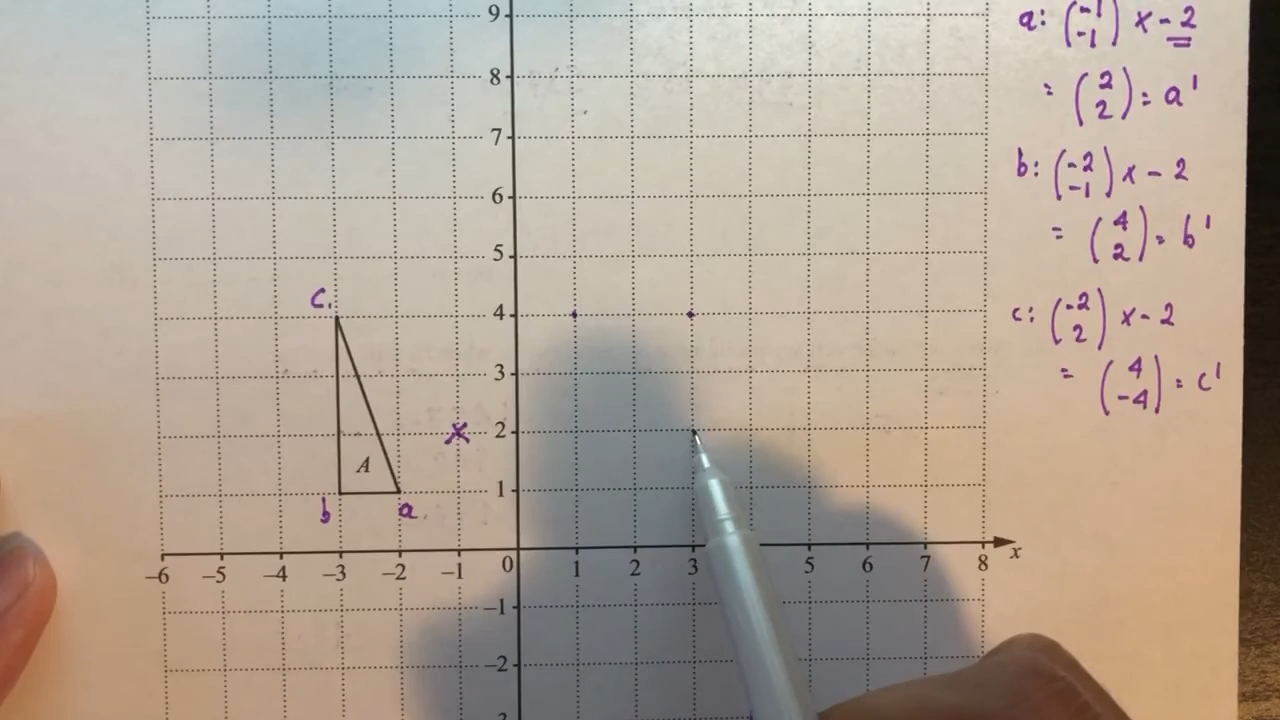 9
8
7
6
5
4
3
2
1
0
-1
-2
-6 -5 -4 -3 -2 -1 1 2 3 5 6 7 8 x
c.
A
b a.
a: (-1 -1) x -2
= (2 2) = a'
b: (-2 -1) x -2
= (4 2) = b'
c: (-2 2) x -2
= (4 -4) = c'